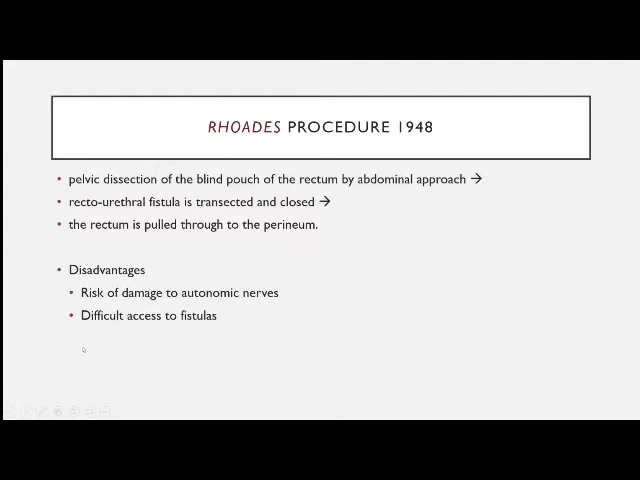 RHOADES PROCEDURE 1948
• pelvic dissection of the blind pouch of the rectum by abdominal approach →
• recto-urethral fistula is transected and closed →
• the rectum is pulled through to the perineum.
• Disadvantages
• Risk of damage to autonomic nerves
• Difficult access to fistulas